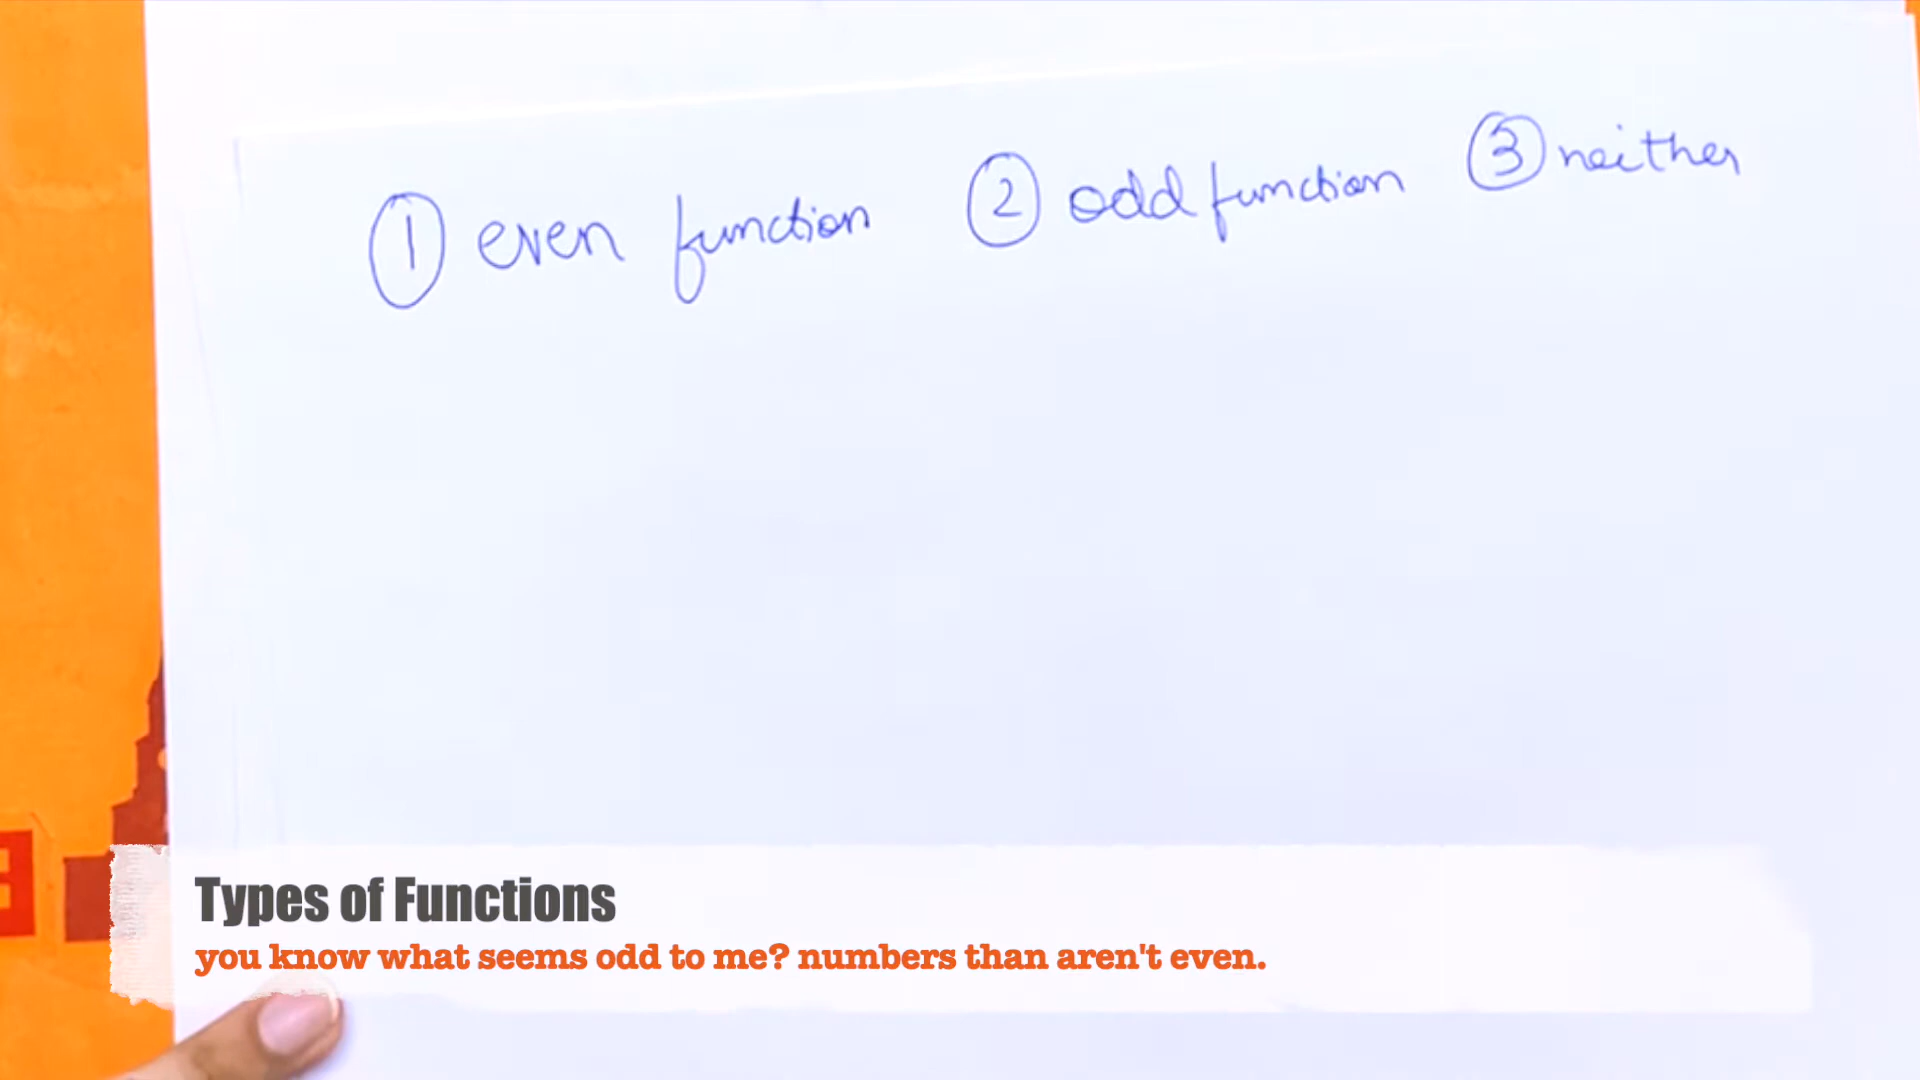 ① even function ② odd function ③ neither
Types of Functions
you know what seems odd to me? numbers than aren't even.